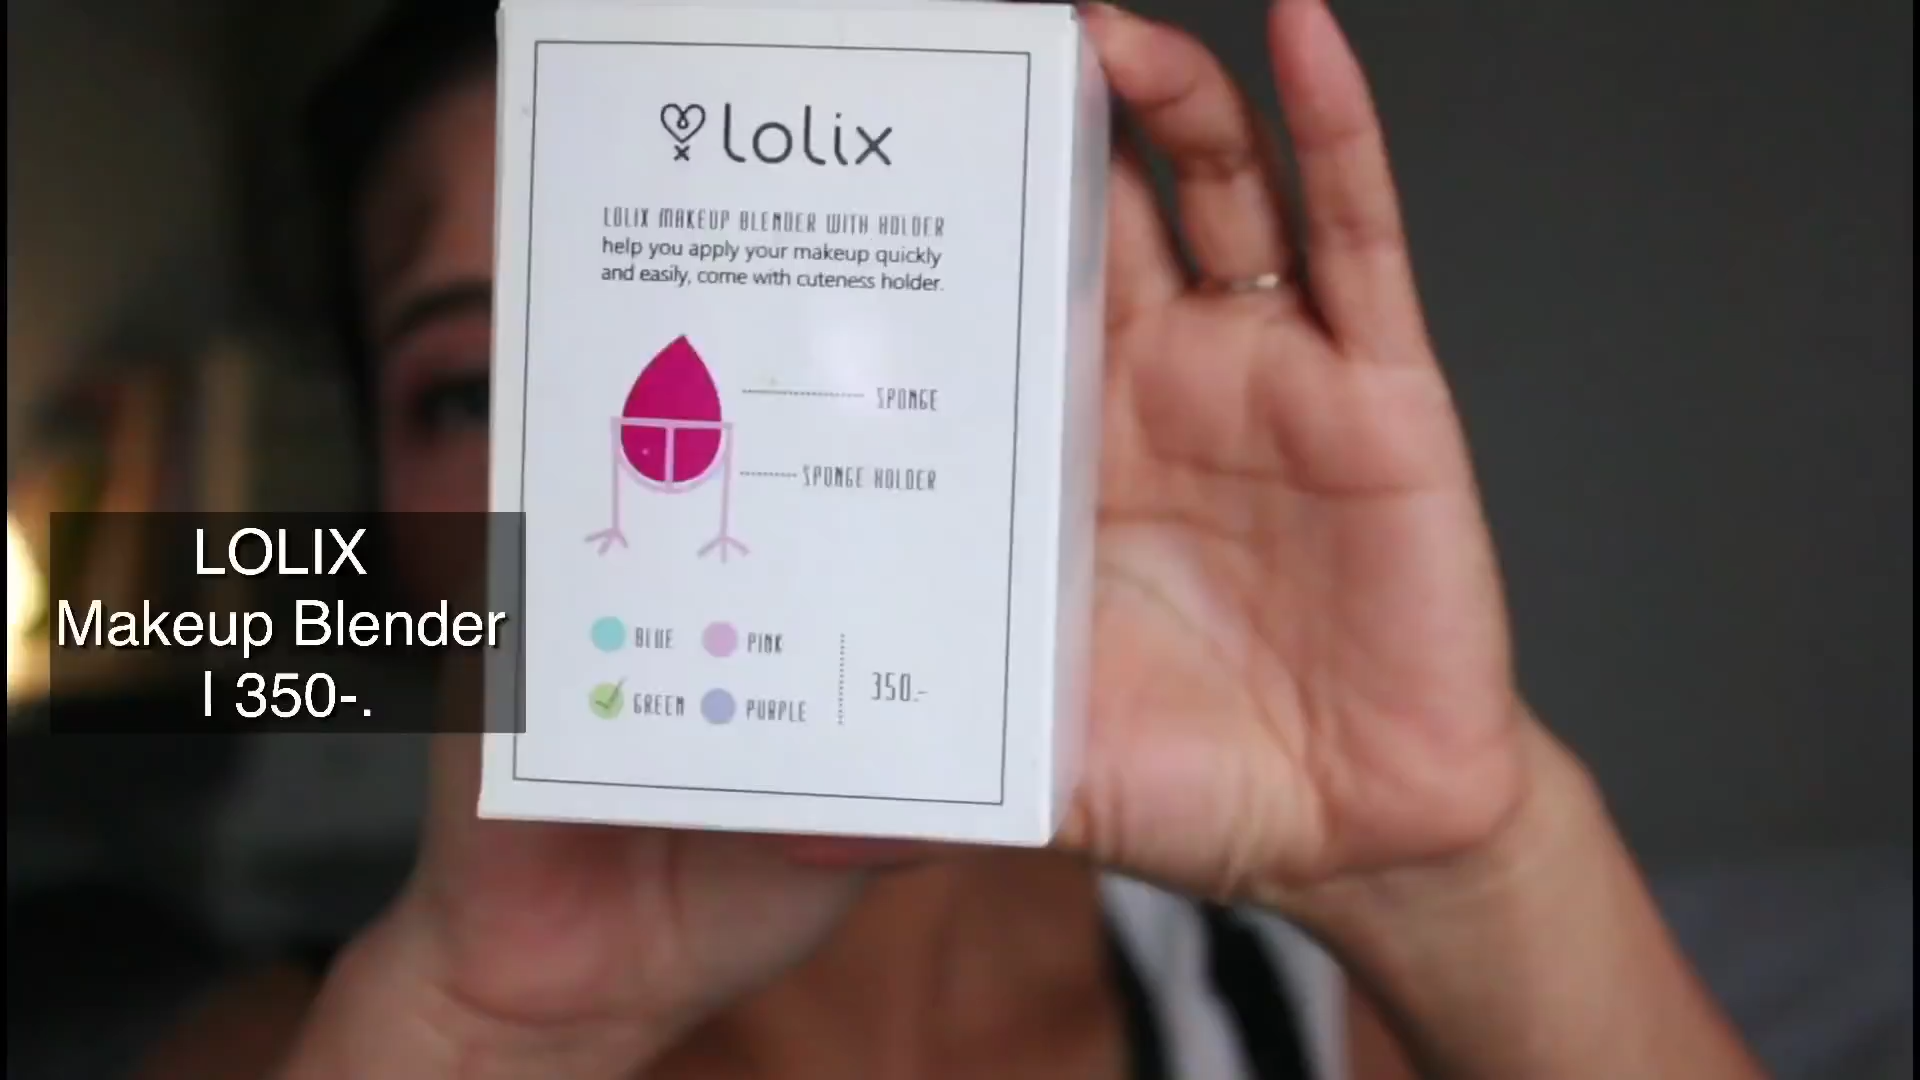 lolix
LOLIX MAKEUP BLENDER WITH HOLDER
help you apply your makeup quickly
and easily, come with cuteness holder.
SPONGE
SPONGE HOLDER
BLUE
PINK
GREEN
PURPLE
350.-
LOLIX
Makeup Blender
| 350-.